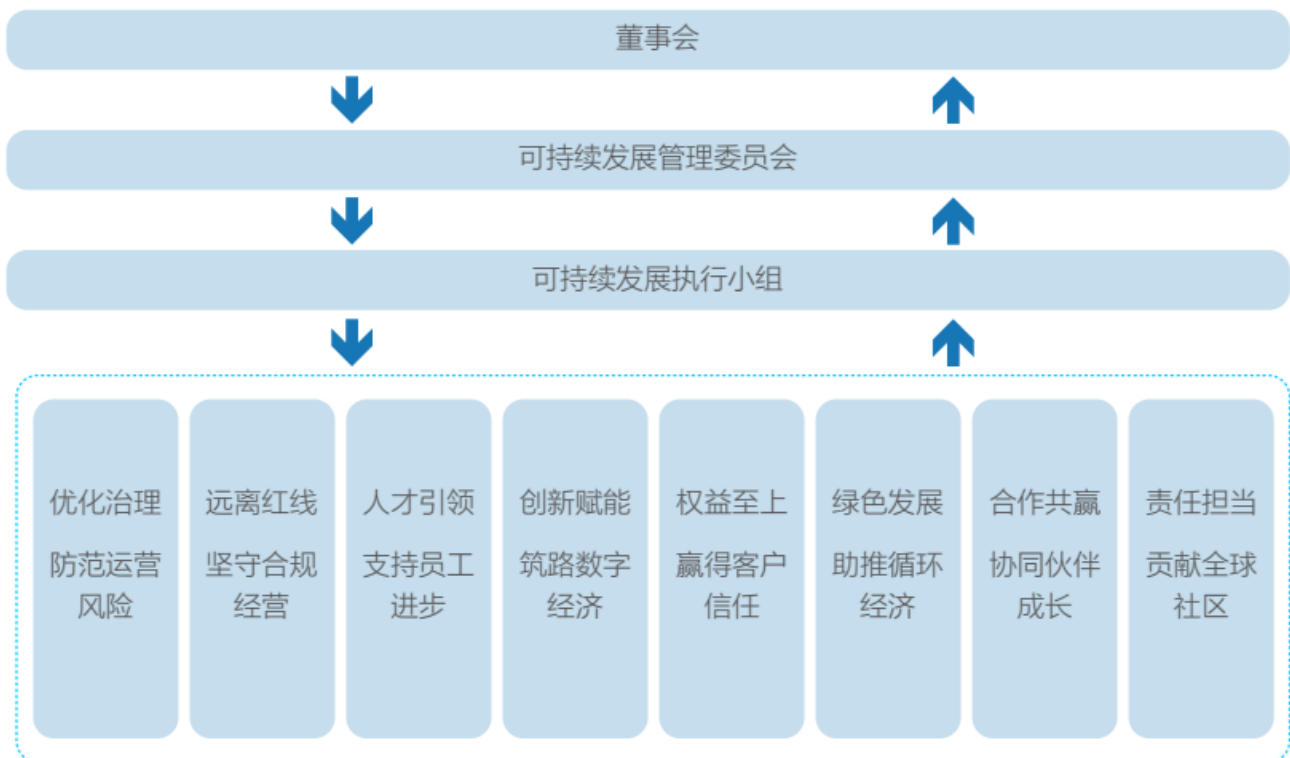 董事会
可持续发展管理委员会
可持续发展执行小组
优化治理
防范运营
风险
远离红线
坚守合规
经营
人才引领
支持员工
进步
创新赋能
筑路数字
经济
权益至上
赢得客户
信任
绿色发展
助推循环
经济
合作共赢
协同伙伴
成长
责任担当
贡献全球
社区